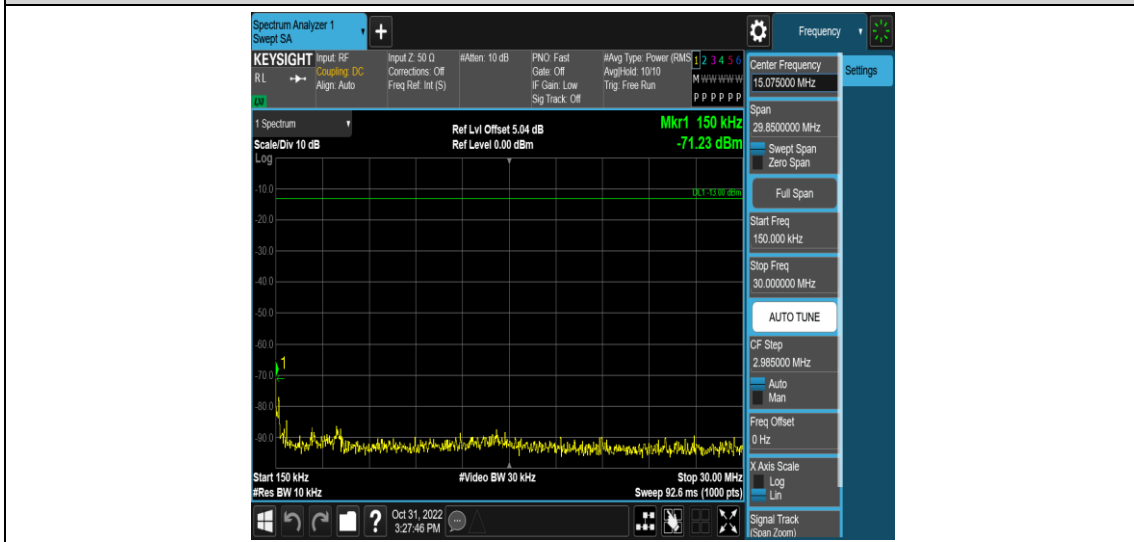 Spectrum Analyzer 1
Swept SA
+
Frequency
KEYSIGHT
RL
LXI
Input: RF
Coupling: DC
Align: Auto
Input Z: 50 Ω
Corrections: Off
Freq Ref: Int (S)
#Atten: 10 dB
PNO: Fast
Gate: Off
IF Gain: Low
Sig Track: Off
#Avg Type: Power (RMS
Avg|Hold: 10/10
Trig: Free Run
1 2 3 4 5 6
M W W W W W
P P P P P P
1 Spectrum
Scale/Div 10 dB
Log
Ref Lvl Offset 5.04 dB
Ref Level 0.00 dBm
Mkr1 150 kHz
-71.23 dBm
DL1 -13.00 dBm
-10.0
-20.0
-30.0
-40.0
-50.0
-60.0
-70.0
-80.0
-90.0
1
Start 150 kHz
#Video BW 30 kHz
Stop 30.00 MHz
#Res BW 10 kHz
Sweep 92.6 ms (1000 pts)
Center Frequency
15.075000 MHz
Settings
Span
29.8500000 MHz
Swept Span
Zero Span
Full Span
Start Freq
150.000 kHz
Stop Freq
30.000000 MHz
AUTO TUNE
CF Step
2.985000 MHz
Auto
Man
Freq Offset
0 Hz
X Axis Scale
Log
Lin
Signal Track
(Span Zoom)
?
Oct 31, 2022
3:27:46 PM